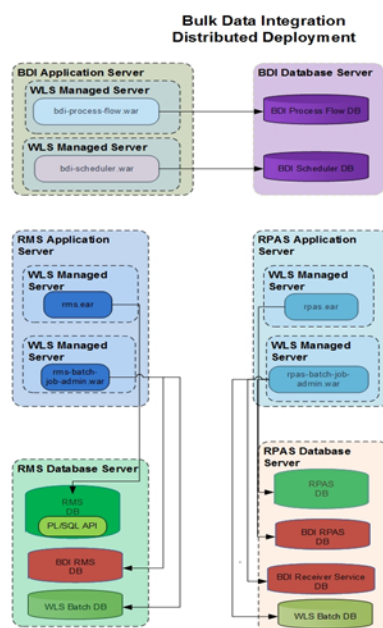 Bulk Data Integration
Distributed Deployment
BDI Application Server
WLS Managed Server
bdi-process-flow.war
WLS Managed Server
bdi-scheduler.war
BDI Database Server
BDI Process Flow DB
BDI Scheduler DB
RMS Application
Server
WLS Managed
Server
rms.ear
WLS Managed
Server
rms-batch-
job-admin.war
RPAS Application
Server
WLS Managed
Server
rpas.ear
WLS Managed
Server
rpas-batch-job-
admin.war
RMS Database Server
RMS
DB
PL/SQL API
BDI RMS
DB
WLS Batch DB
RPAS Database
Server
RPAS
DB
BDI RPAS
DB
BDI Receiver Service
DB
WLS Batch DB